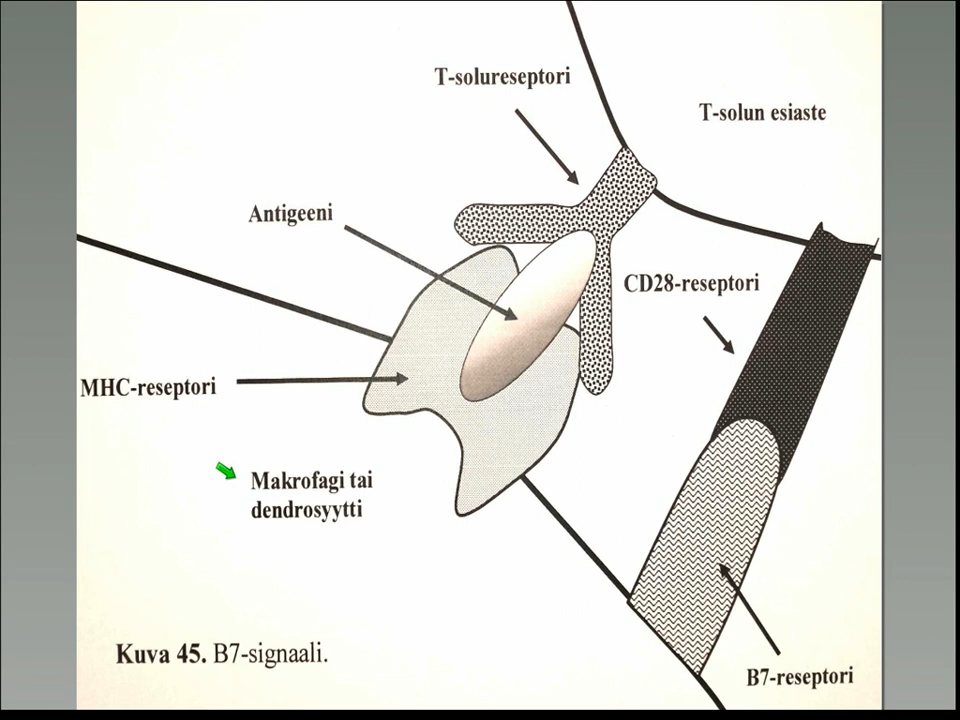 T-solureseptori
T-solun esiaste
Antigeeni
CD28-reseptori
MHC-reseptori
Makrofagi tai
dendrosyytti
Kuva 45. B7-signaali.
B7-reseptori